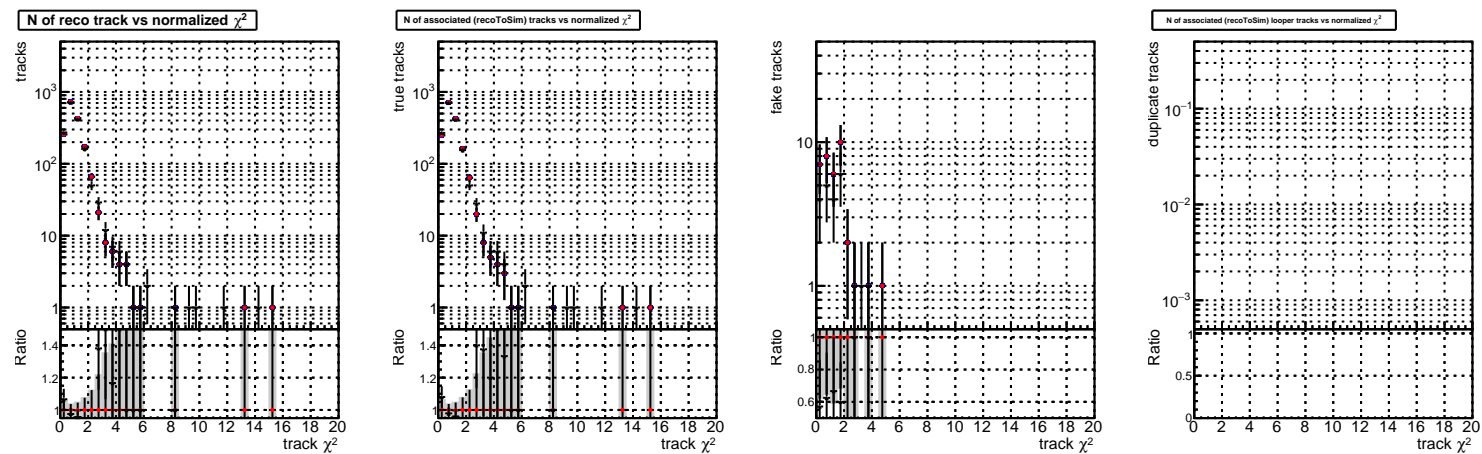 N of reco track vs normalized χ²
tracks
10³
10²
10
1
Ratio
1.4
1.2
1
0 2 4 6 8 10 12 14 16 18 20
track χ²
N of associated (recoToSim) tracks vs normalized χ²
true tracks
10³
10²
10
1
Ratio
1.4
1.2
1
0 2 4 6 8 10 12 14 16 18 20
track χ²
fake tracks
10
1
Ratio
1
0.8
0.6
0 2 4 6 8 10 12 14 16 18 20
track χ²
N of associated (recoToSim) looper tracks vs normalized χ²
duplicate tracks
10⁻¹
10⁻²
10⁻³
Ratio
1
0.5
0
0 2 4 6 8 10 12 14 16 18 20
track χ²